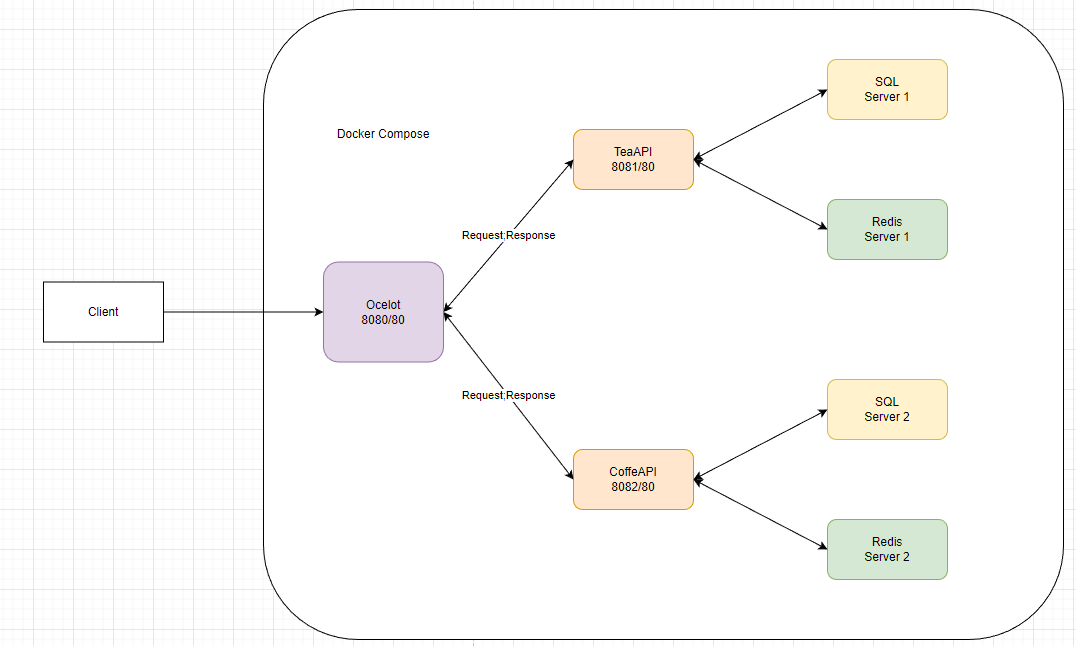 Docker Compose
SQL
Server 1
TeaAPI
8081/80
Redis
Server 1
Request;Response
Client
Ocelot
8080/80
Request;Response
SQL
Server 2
CoffeAPI
8082/80
Redis
Server 2